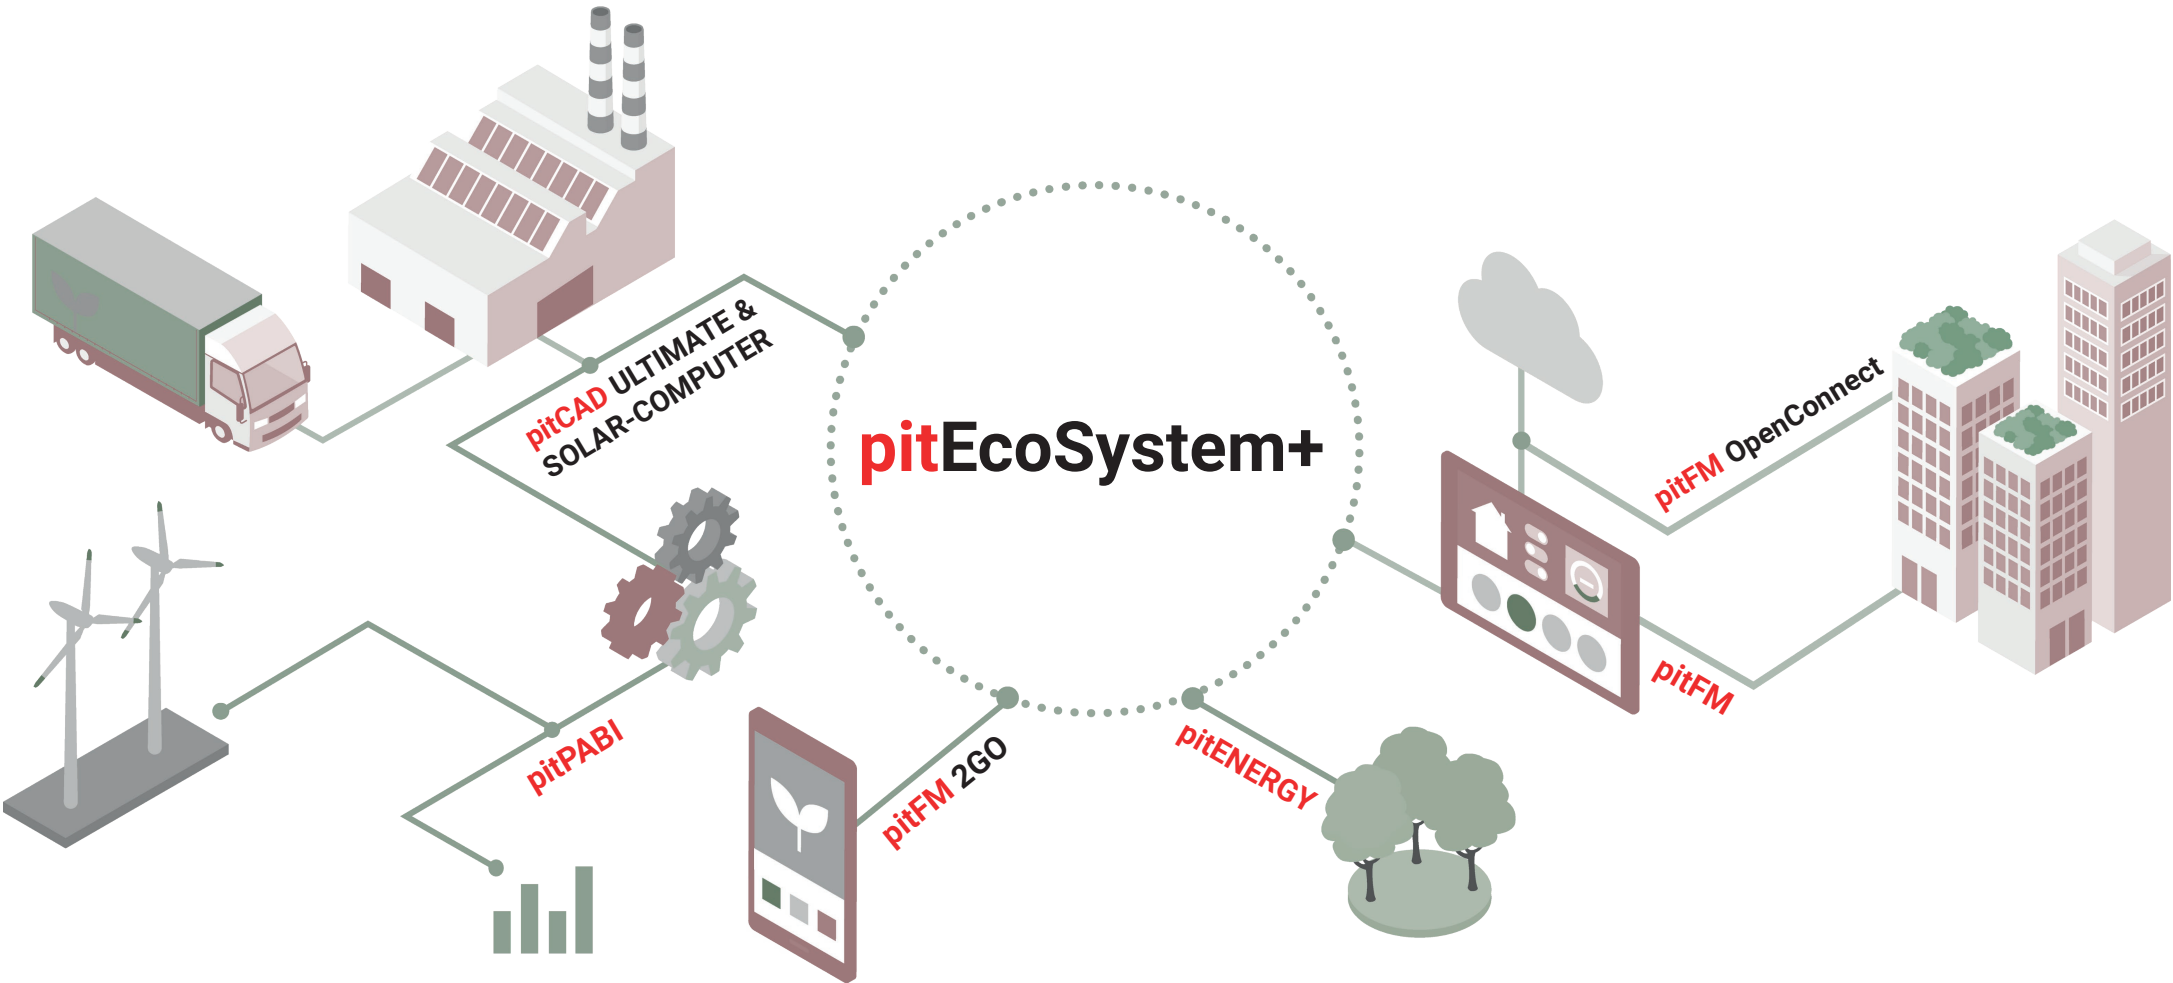 pitCAD ULTIMATE &
SOLAR-COMPUTER
pitEcoSystem+
pitFM OpenConnect
pitFM
pitPABI
pitFM 2GO
pitENERGY